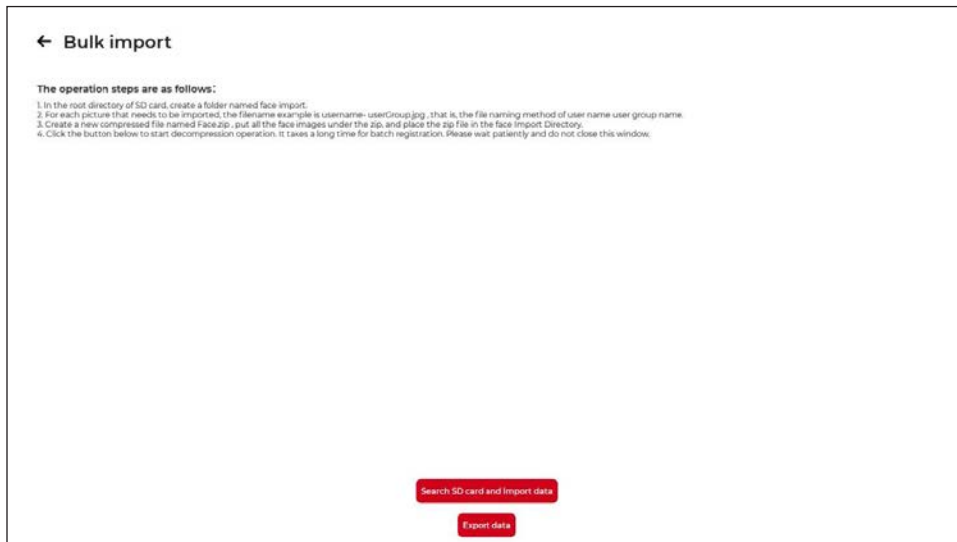 Bulk import
The operation steps are as follows:
1. In the root directory of SD card, create a folder named face import.
2. For each picture that needs to be imported, the filename example is username- userGroup.jpg , that is, the file naming method of user name user group name.
3. Create a new compressed file named Face.zip , put all the face images under the zip, and place the zip file in the face Import Directory.
4. Click the button below to start decompression operation. It takes a long time for batch registration. Please wait patiently and do not close this window.
Search SD card and import data
Export data